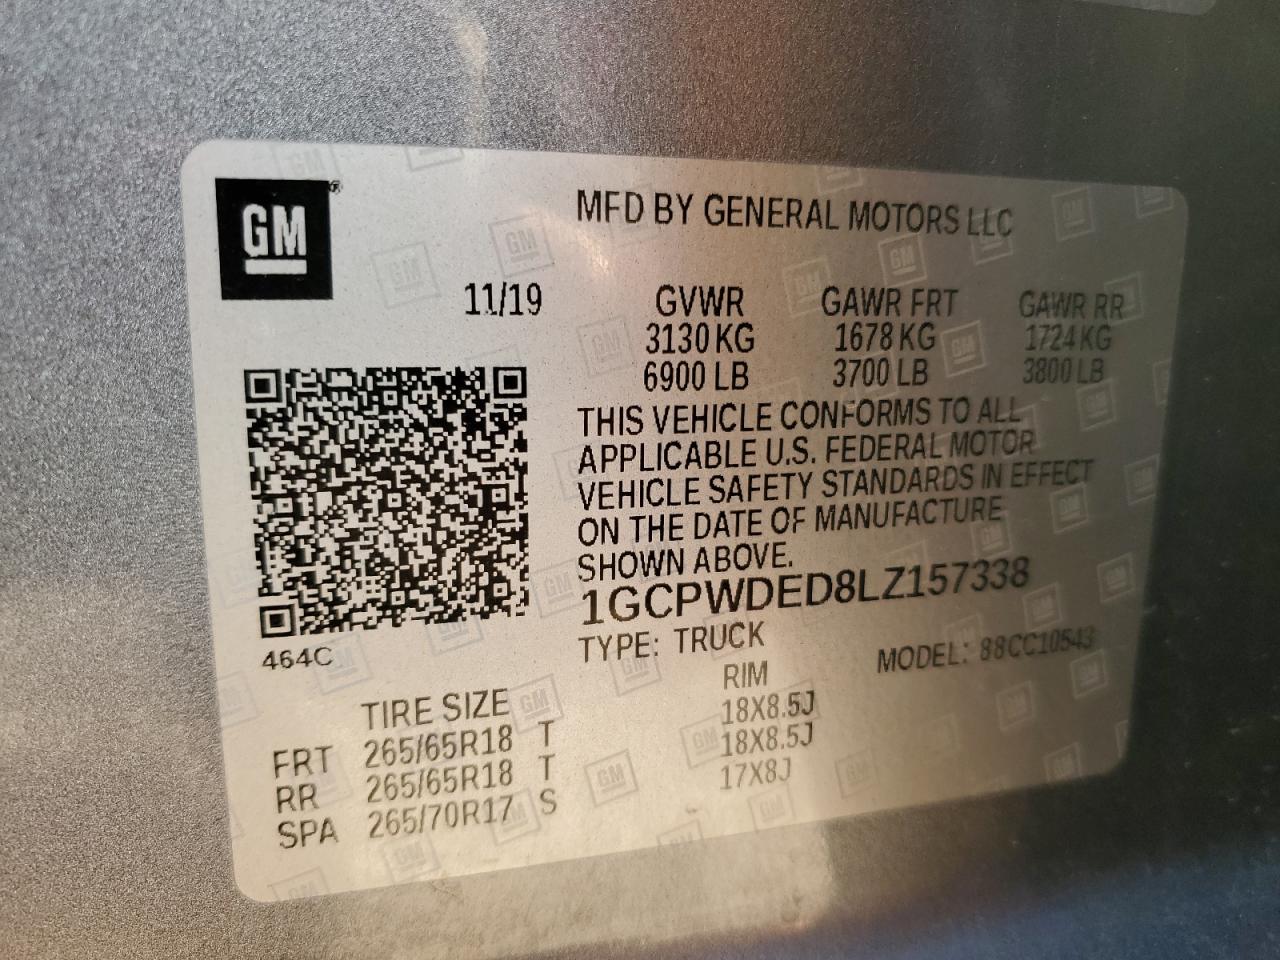 GM®
MFD BY GENERAL MOTORS LLC
11/19
GVWR GAWR FRT GAWR RR
3130 KG 1678 KG 1724 KG
6900 LB 3700 LB 3800 LB
THIS VEHICLE CONFORMS TO ALL
APPLICABLE U.S. FEDERAL MOTOR
VEHICLE SAFETY STANDARDS IN EFFECT
ON THE DATE OF MANUFACTURE
SHOWN ABOVE.
1GCPWDED8LZ157338
464C
TYPE: TRUCK MODEL: 88CC10543
TIRE SIZE RIM
FRT 265/65R18 T 18X8.5J
RR 265/65R18 T 18X8.5J
SPA 265/70R17 S 17X8J